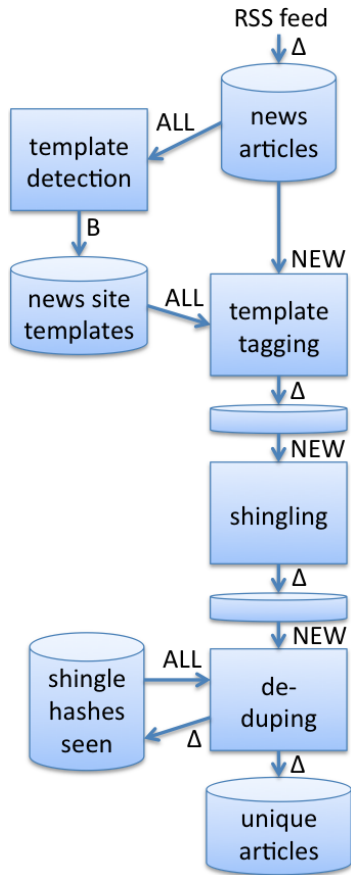 RSS feed
Δ
news
articles
ALL
template
detection
B
NEW
news site
templates
ALL
template
tagging
Δ
NEW
shingling
Δ
NEW
shingle
hashes
seen
ALL
Δ
de-
duping
Δ
unique
articles